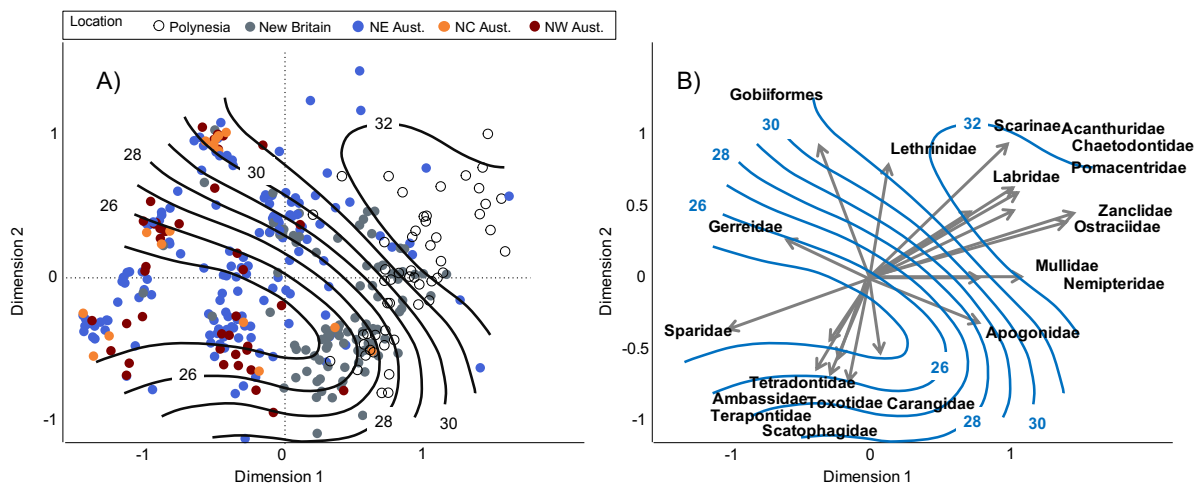 Location
Polynesia
New Britain
NE Aust.
NC Aust.
NW Aust.
A)
32
30
28
26
26
28
30
1
0
-1
Dimension 2
-1
0
1
Dimension 1
B)
Gobiiformes
30
32
Scarinae
Acanthuridae
Chaetodontidae
28
Lethrinidae
Pomacentridae
Labridae
26
Zanclidae
Gerreidae
Ostraciidae
Mullidae
Nemipteridae
Sparidae
Apogonidae
26
Tetradontidae
Ambassidae
Toxotidae
Carangidae
Terapontidae
28
30
Scatophagidae
1
0.5
0
-0.5
-1
Dimension 2
-1
0
1
Dimension 1